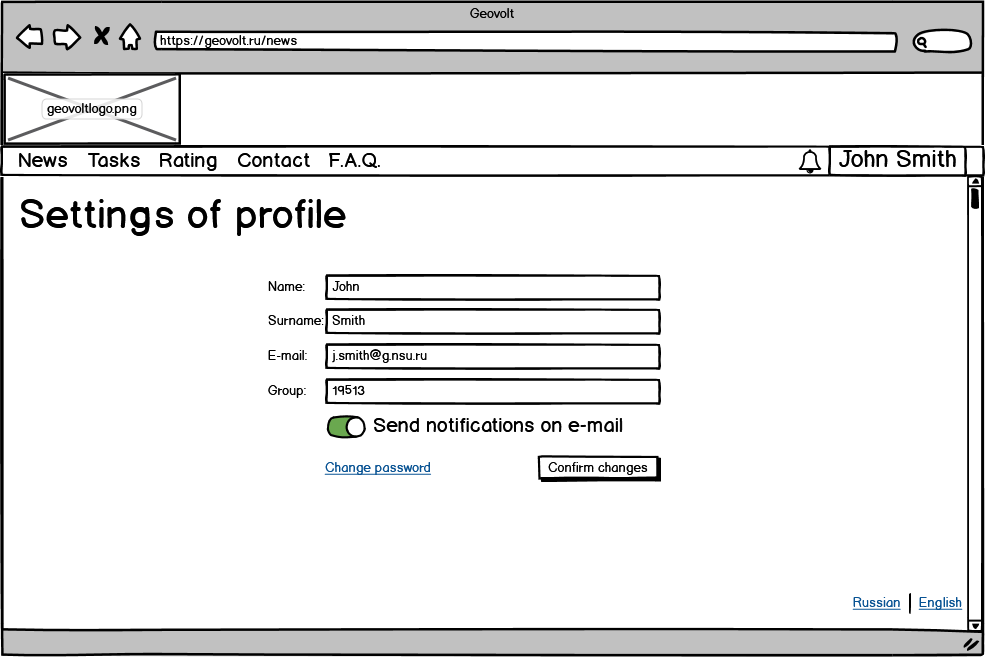 Geovolt
https://geovolt.ru/news
geovoltlogo.png
News Tasks Rating Contact F.A.Q. John Smith
Settings of profile
Name: John
Surname: Smith
E-mail: j.smith@g.nsu.ru
Group: 19513
Send notifications on e-mail
Change password Confirm changes
Russian | English